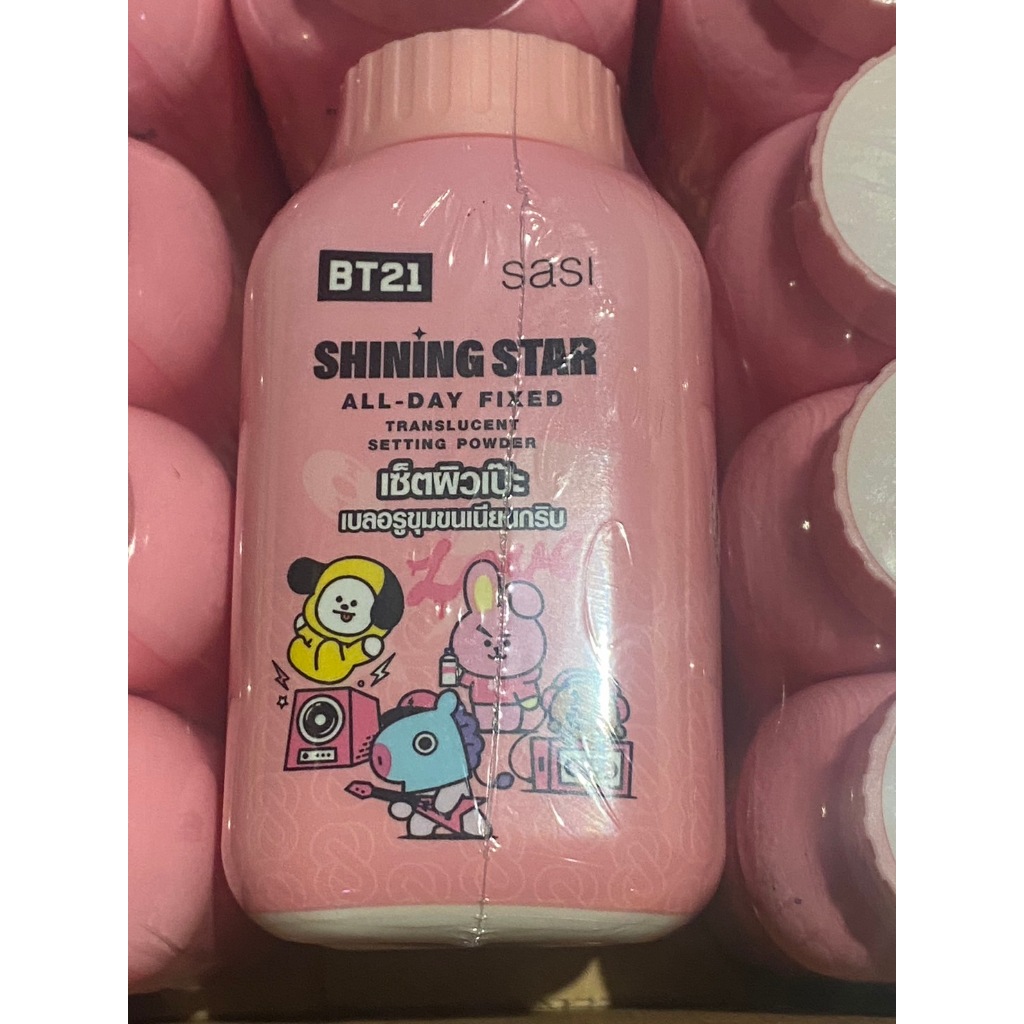 BT21 sasi
SHINING STAR
ALL-DAY FIXED
TRANSLUCENT
SETTING POWDER
เซ็ตผิวเป๊ะ
เบลอรูขุมขนเนียนกริบ
Love